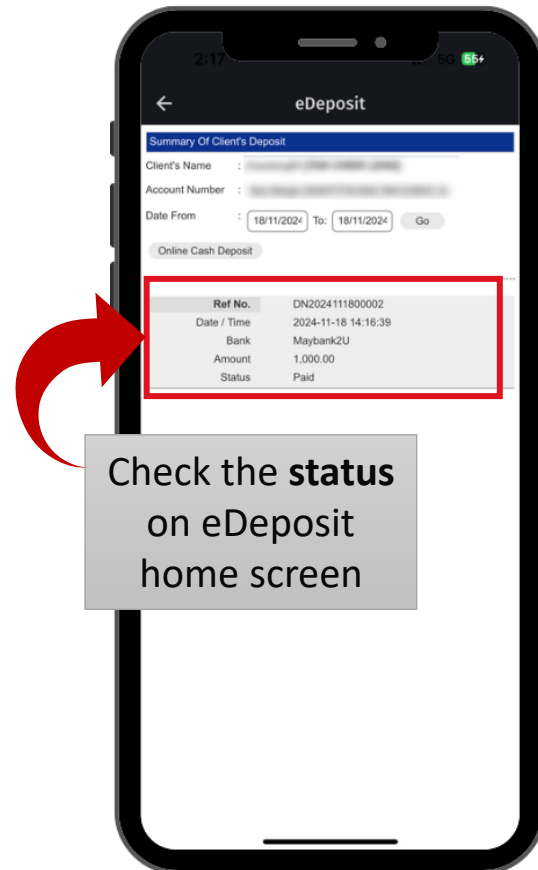 2:17 5G 55
eDeposit
Summary Of Client's Deposit
Client's Name :
Account Number :
Date From : 18/11/2024 To: 18/11/2024 Go
Online Cash Deposit
Ref No. DN2024111800002
Date / Time 2024-11-18 14:16:39
Bank Maybank2U
Amount 1,000.00
Status Paid
Check the status
on eDeposit
home screen